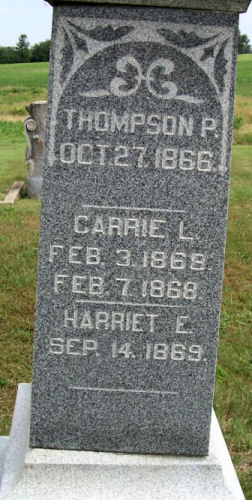 THOMPSON P.
OCT. 27. 1866.
CARRIE L.
FEB. 3. 1868.
FEB. 7. 1868.
HARRIET E.
SEP. 14. 1869.